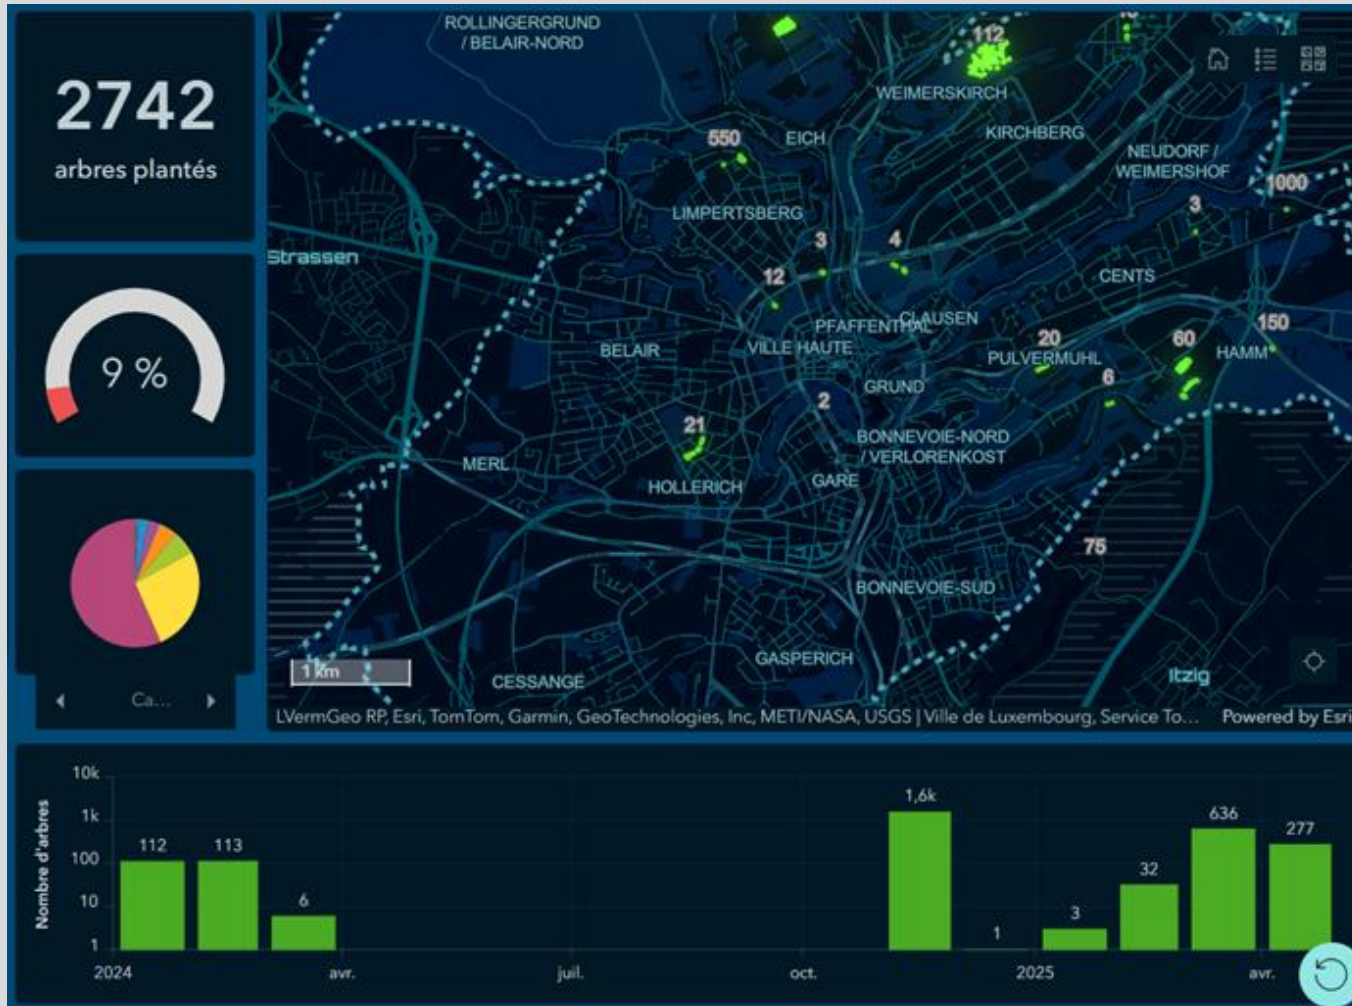 2742
arbres plantés
9 %
Ca...
ROLLINGERGRUND
/ BELAIR-NORD
112
WEIMERSKIRCH
KIRCHBERG
550
EICH
NEUDORF /
WEIMERSHOF
1000
LIMPERTSBERG
3
3
4
Strassen
12
CENTS
PFAFFENTHAL
CLAUSEN
BELAIR
VILLE HAUTE
20
PULVERMUHL
60
150
HAMM
6
GRUND
2
21
BONNEVOIE-NORD
/ VERLORENKOST
MERL
HOLLERICH
GARE
75
BONNEVOIE-SUD
GASPERICH
CESSANGE
Itzig
1 km
LVermGeo RP, Esri, TomTom, Garmin, GeoTechnologies, Inc, METI/NASA, USGS | Ville de Luxembourg, Service To...
Powered by Esri
Nombre d'arbres
10k
1k
100
10
1
112
113
6
1,6k
1
3
32
636
277
2024
avr.
juil.
oct.
2025
avr.